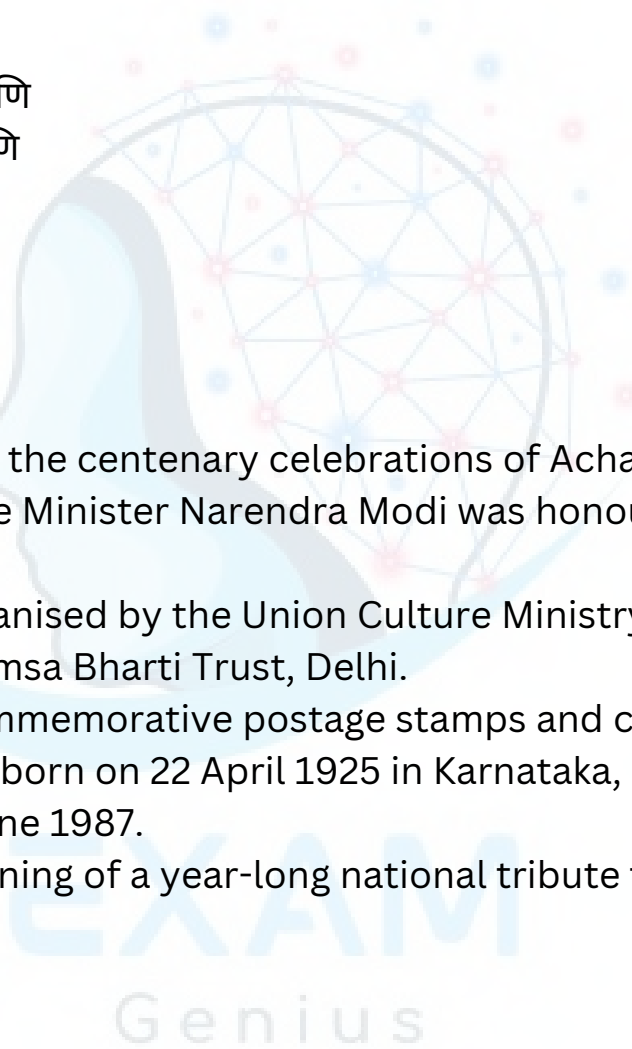 णि
णि
the centenary celebrations of Acha
e Minister Narendra Modi was honou
anised by the Union Culture Ministry
msa Bharti Trust, Delhi.
mmemorative postage stamps and c
born on 22 April 1925 in Karnataka,
ne 1987.
ning of a year-long national tribute t
EXAM
Genius